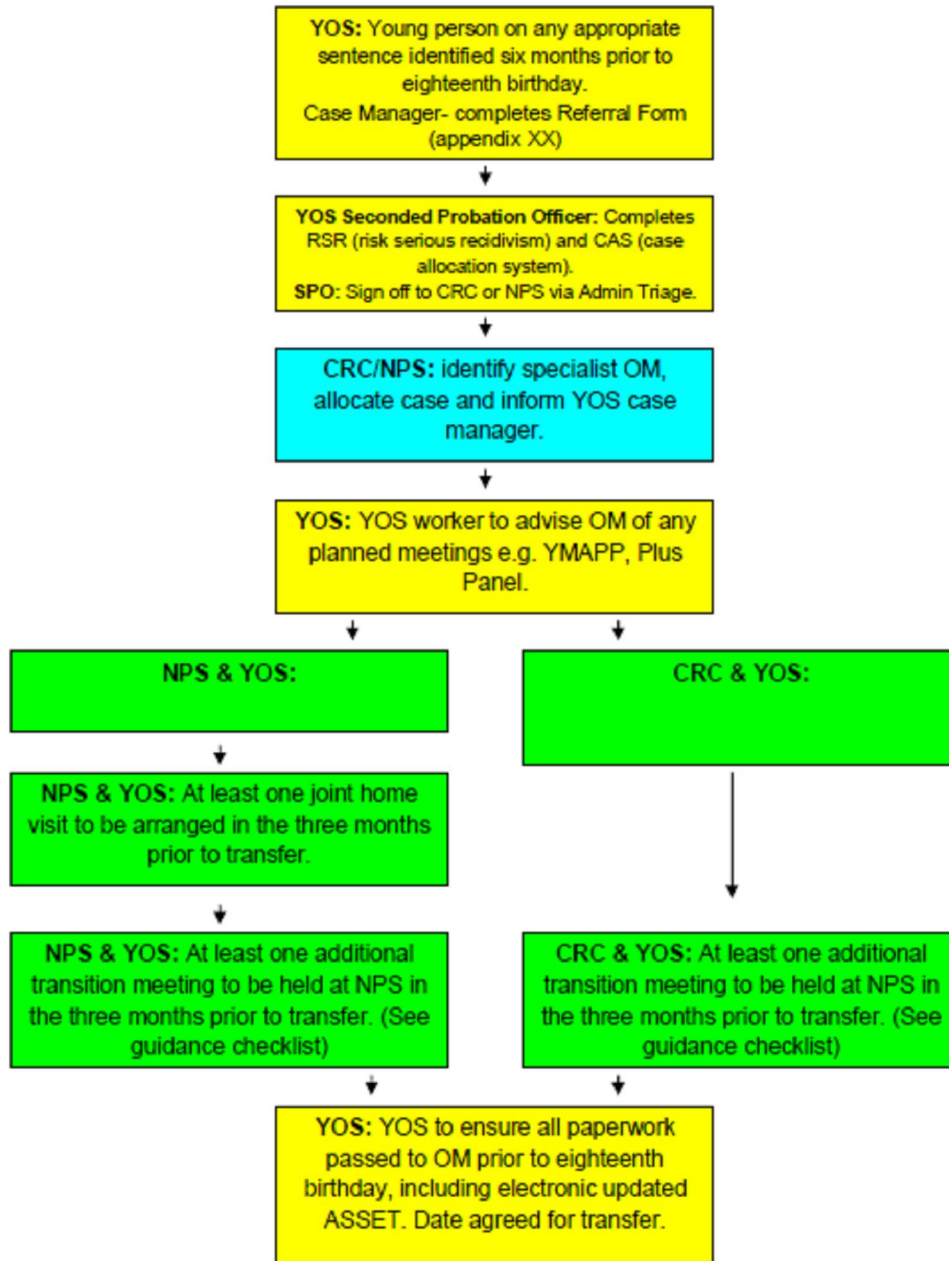 YOS: Young person on any appropriate
sentence identified six months prior to
eighteenth birthday.
Case Manager- completes Referral Form
(appendix XX)
YOS Seconded Probation Officer: Completes
RSR (risk serious recidivism) and CAS (case
allocation system).
SPO: Sign off to CRC or NPS via Admin Triage.
CRC/NPS: identify specialist OM,
allocate case and inform YOS case
manager.
YOS: YOS worker to advise OM of any
planned meetings e.g. YMAPP, Plus
Panel.
NPS & YOS:
CRC & YOS:
NPS & YOS: At least one joint home
visit to be arranged in the three months
prior to transfer.
NPS & YOS: At least one additional
transition meeting to be held at NPS in
the three months prior to transfer. (See
guidance checklist)
CRC & YOS: At least one additional
transition meeting to be held at NPS in
the three months prior to transfer. (See
guidance checklist)
YOS: YOS to ensure all paperwork
passed to OM prior to eighteenth
birthday, including electronic updated
ASSET. Date agreed for transfer.